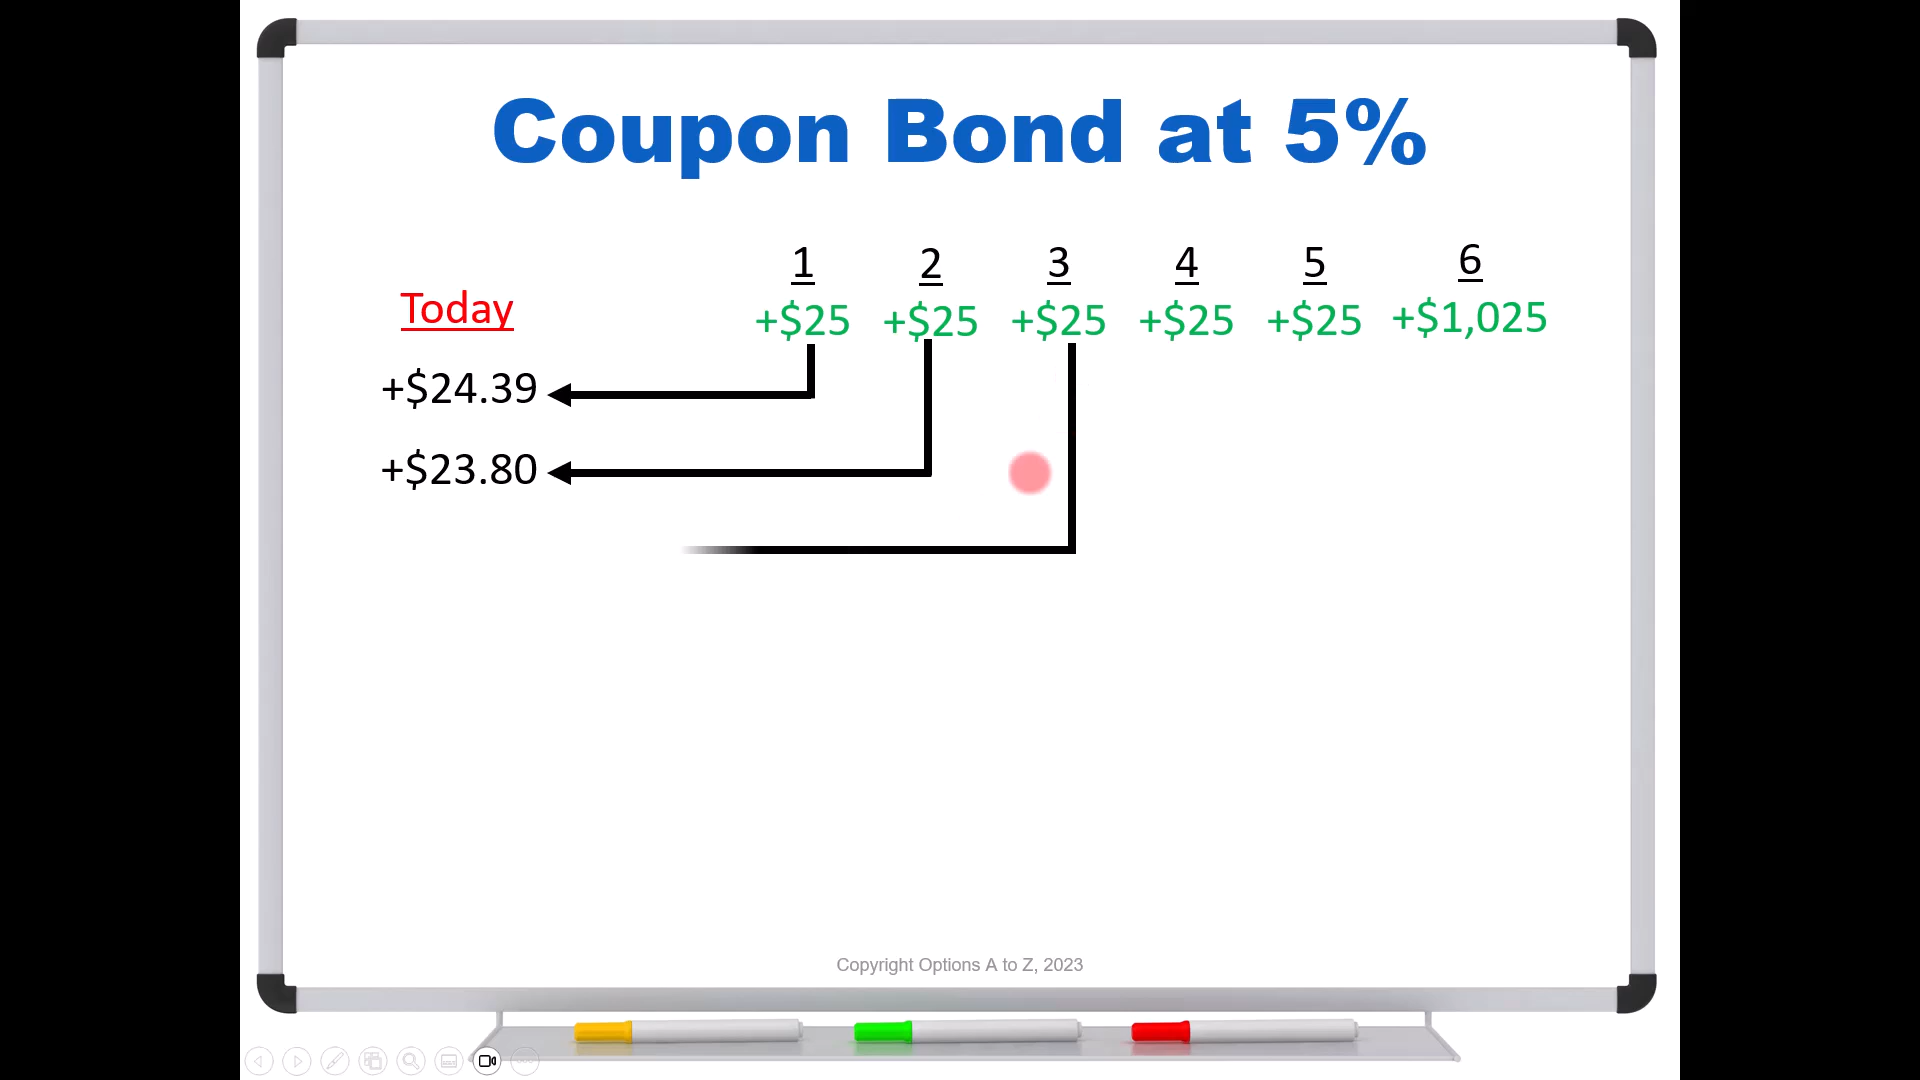 Coupon Bond at 5%
1 2 3 4 5 6
Today
+$25 +$25 +$25 +$25 +$25 +$1,025
+$24.39
+$23.80
Copyright Options A to Z, 2023